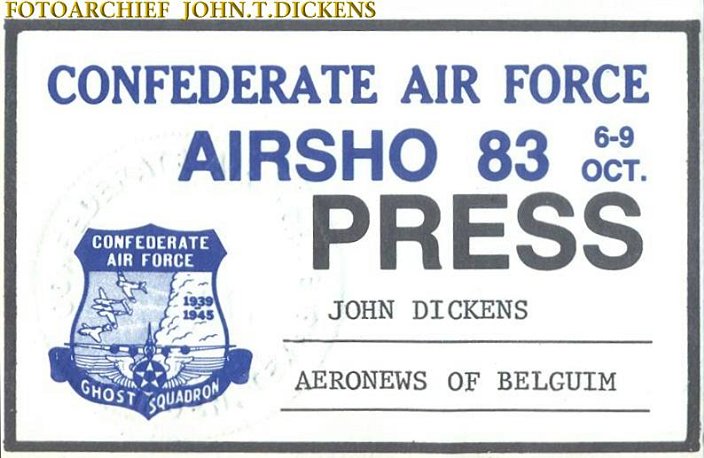 FOTOARCHIEF JOHN.T.DICKENS
CONFEDERATE AIR FORCE
AIRSHO 83 6-9 OCT.
PRESS
CONFEDERATE
AIR FORCE
1939
1945
GHOST SQUADRON
JOHN DICKENS
AERONEWS OF BELGUIM